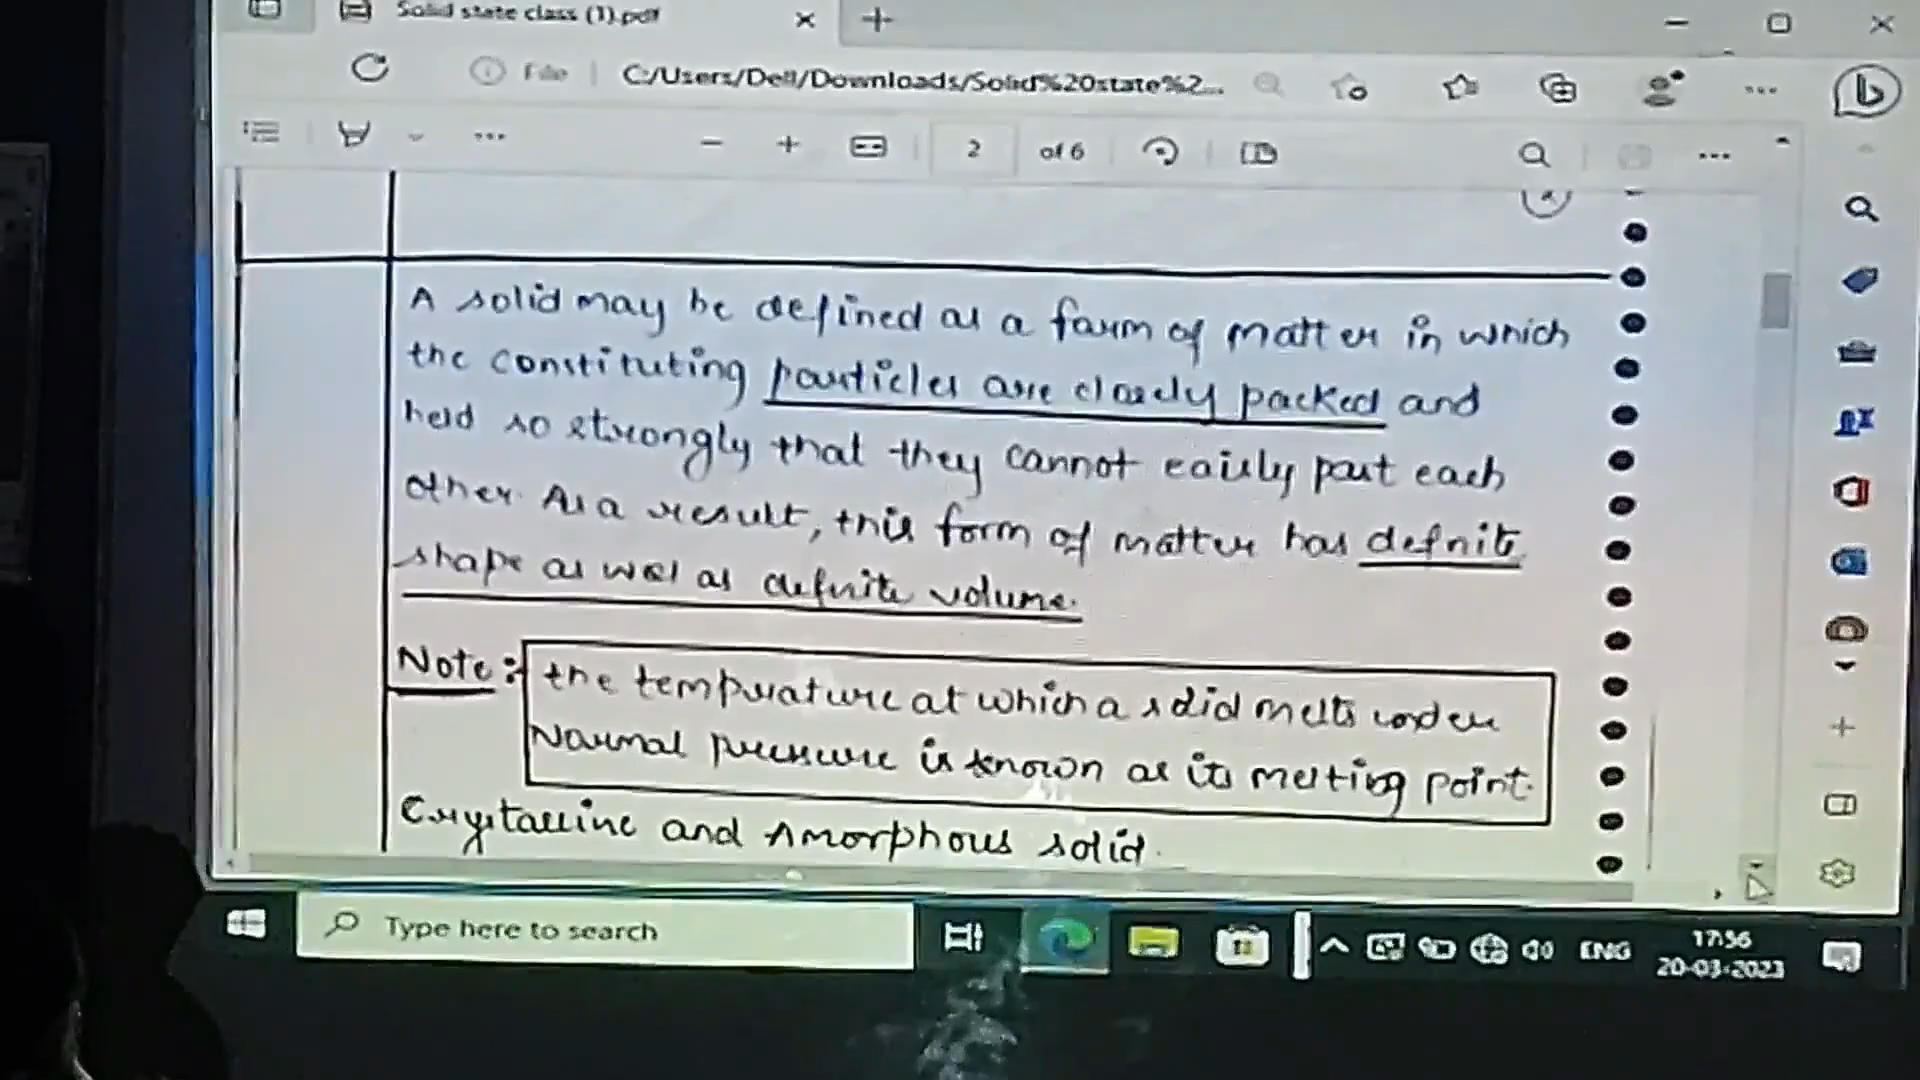 Solid state class (1).pdf
File
C:/Users/Dell/Downloads/Solid%20state%2...
2 of 6
A solid may be defined as a form of matter in which
the constituting particles are closely packed and
held so strongly that they cannot easily part each
other. As a result, this form of matter has definite
shape as well as definite volume.
Note: the temperature at which a solid melts under
Normal pressure is known as its melting point.
Crystalline and Amorphous solid.
Type here to search
ENG
17:56
20-03-2023